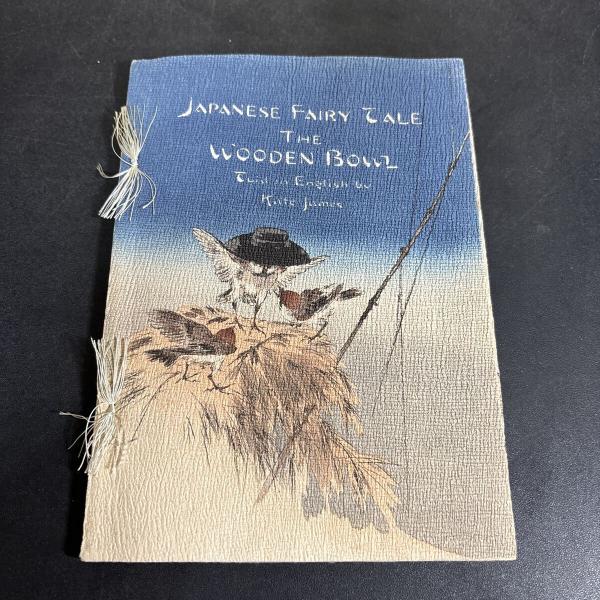 JAPANESE FAIRY TALE
THE
WOODEN BOWL
Told in English by
Kate James